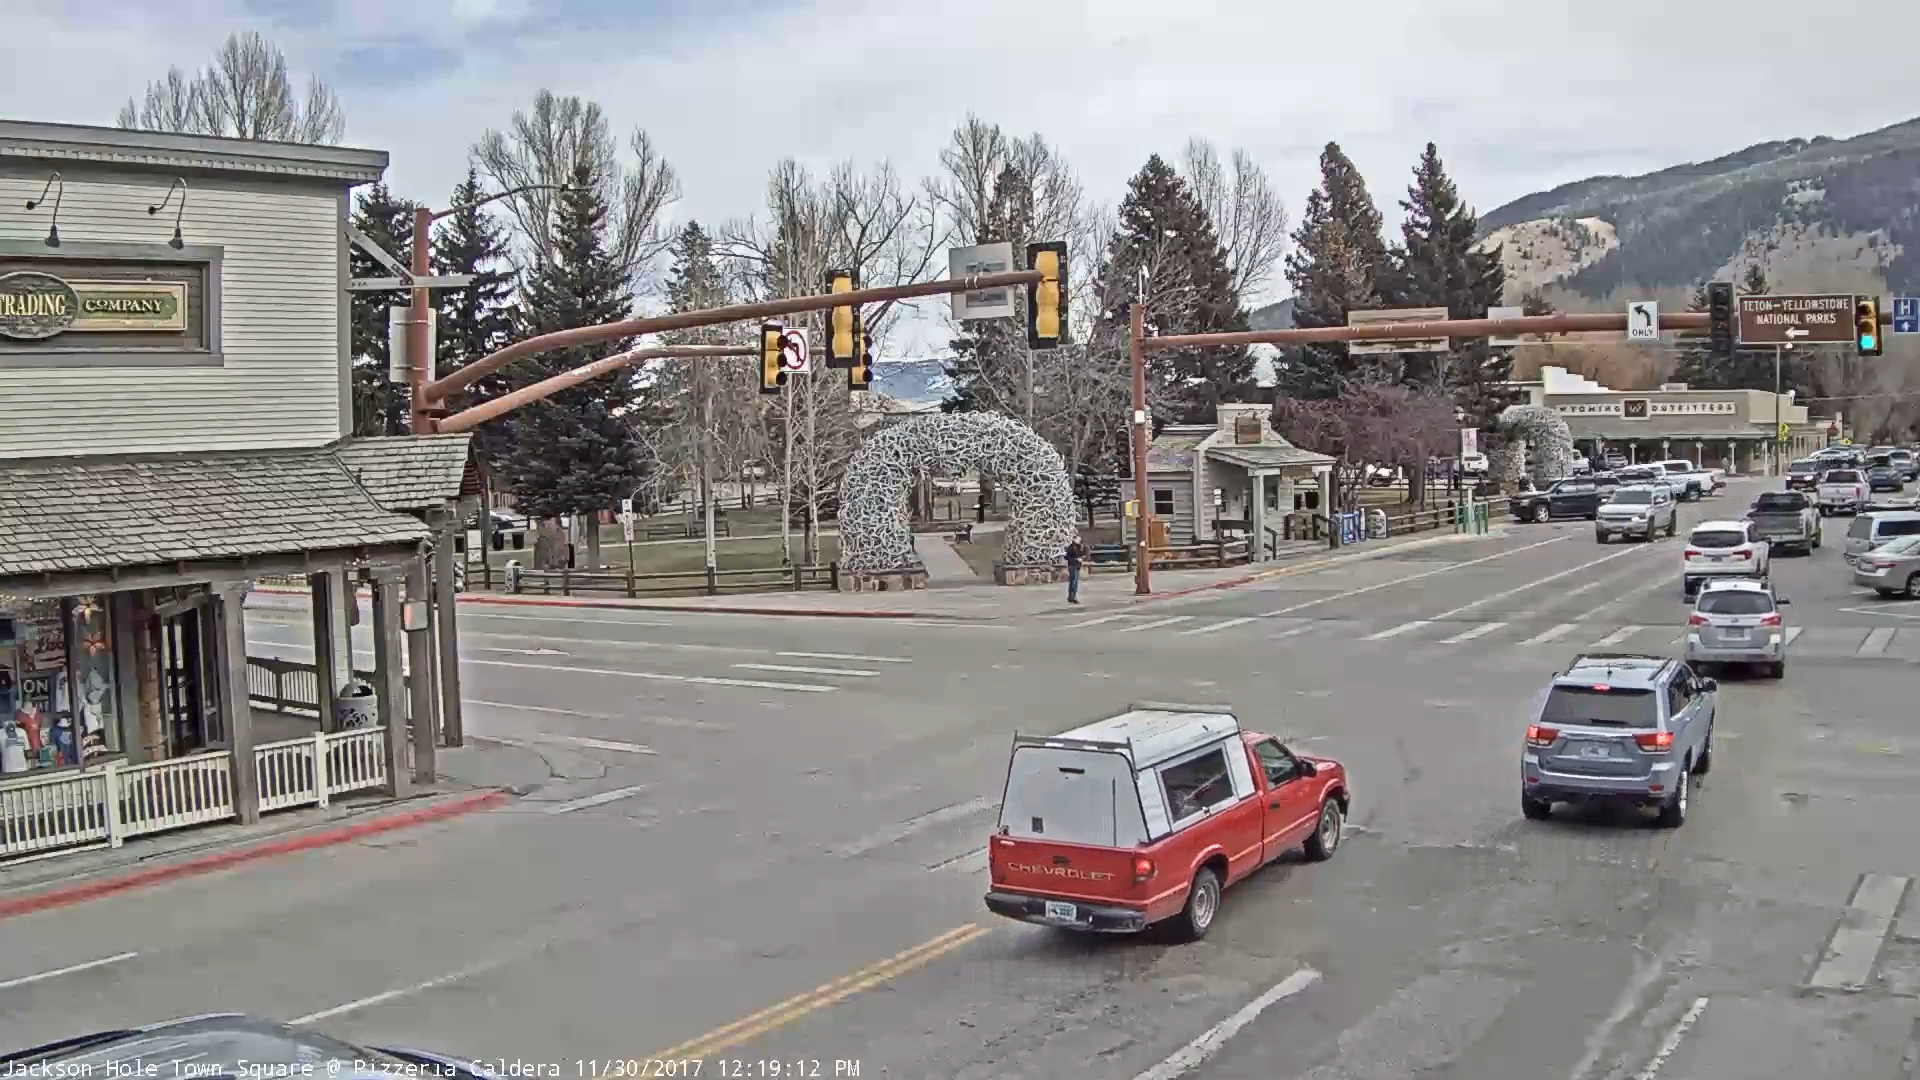 TRADING
COMPANY
ONLY
TETON-YELLOWSTONE
NATIONAL PARKS
H
WYOMING OUTFITTERS
ON
CHEVROLET
Jackson Hole Town Square @ Pizzeria Caldera 11/30/2017 12:19:12 PM